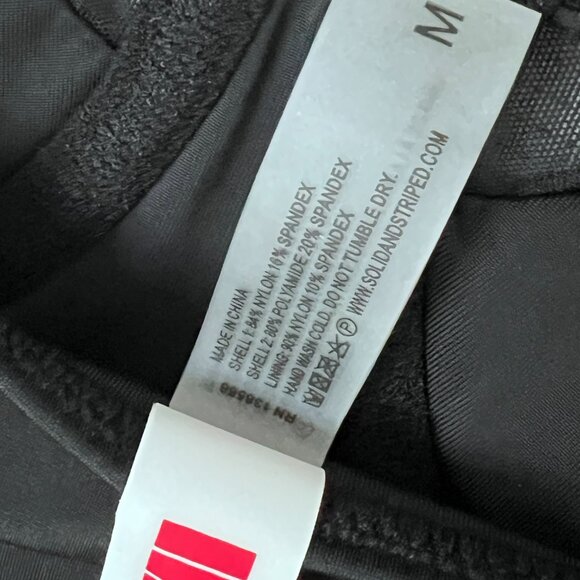 M
MADE IN CHINA
SHELL 1: 84% NYLON 16% SPANDEX
SHELL 2: 80% POLYAMIDE 20% SPANDEX
LINING: 90% NYLON 10% SPANDEX
HAND WASH COLD. DO NOT TUMBLE DRY.
WWW.SOLIDANDSTRIPED.COM
RN 138558